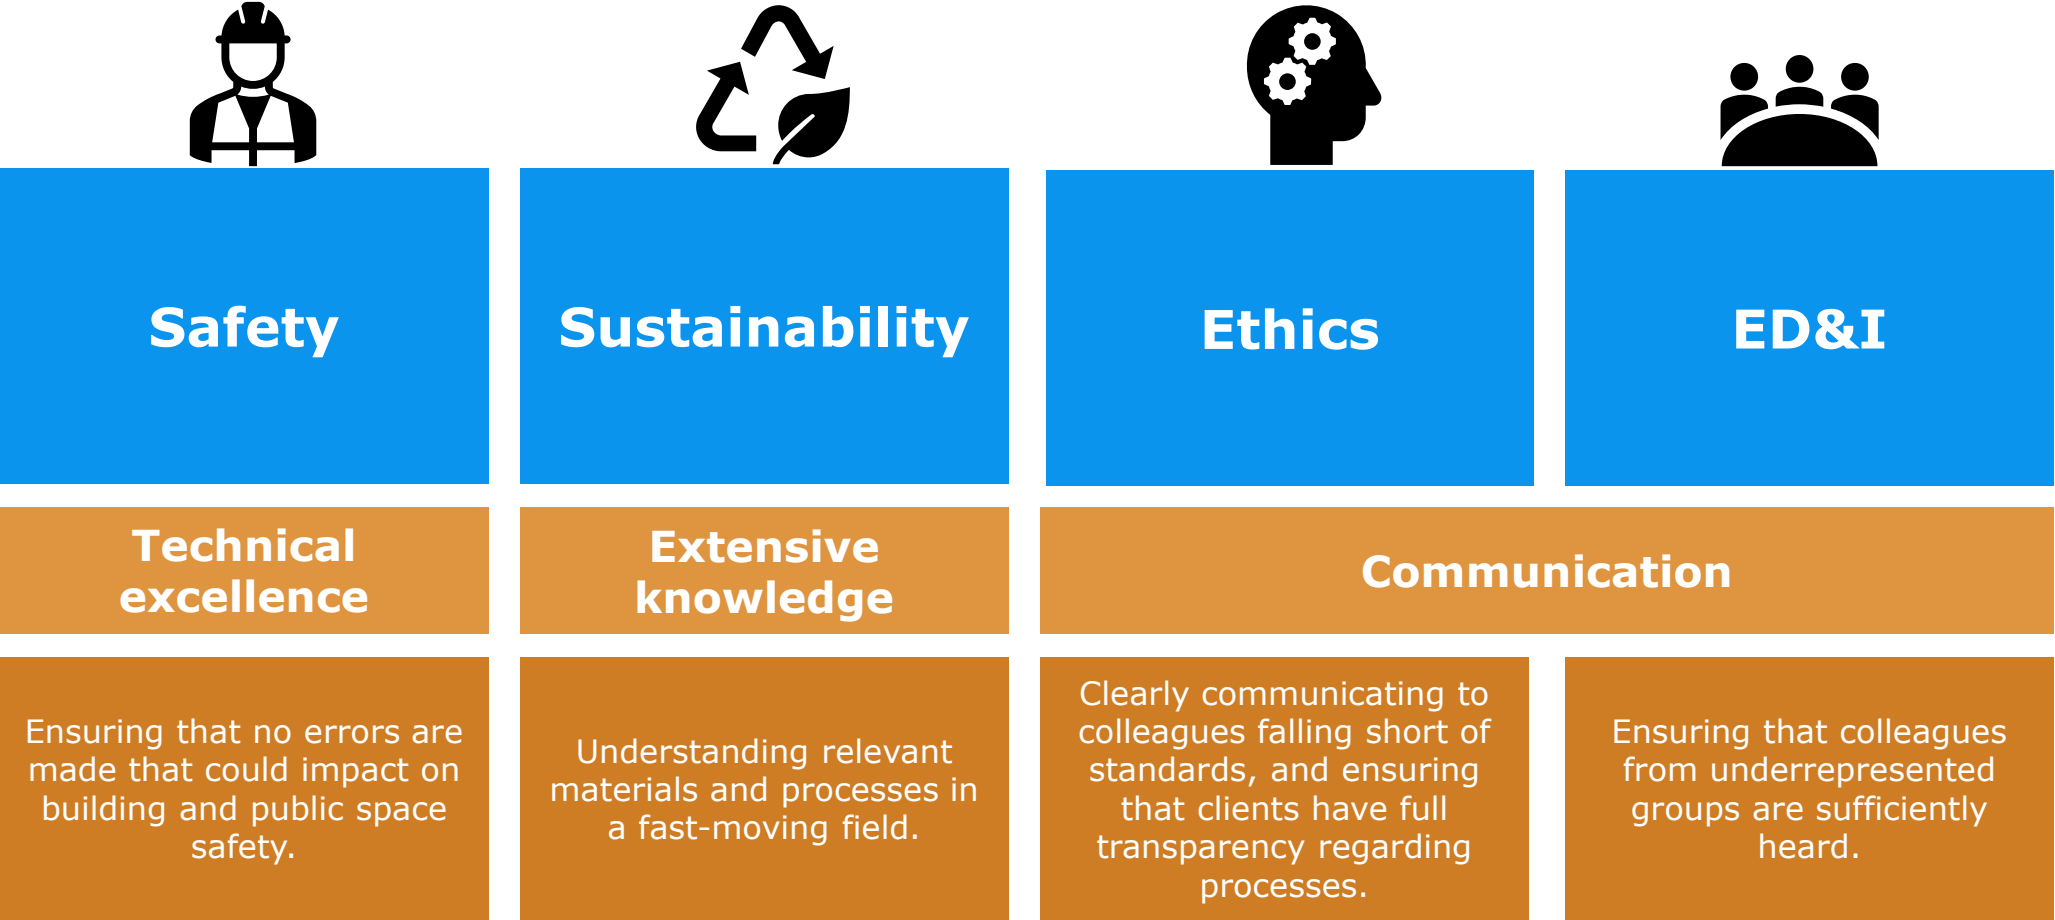 Safety
Sustainability
Ethics
ED&I
Technical
excellence
Extensive
knowledge
Communication
Ensuring that no errors are
made that could impact on
building and public space
safety.
Understanding relevant
materials and processes in
a fast-moving field.
Clearly communicating to
colleagues falling short of
standards, and ensuring
that clients have full
transparency regarding
processes.
Ensuring that colleagues
from underrepresented
groups are sufficiently
heard.